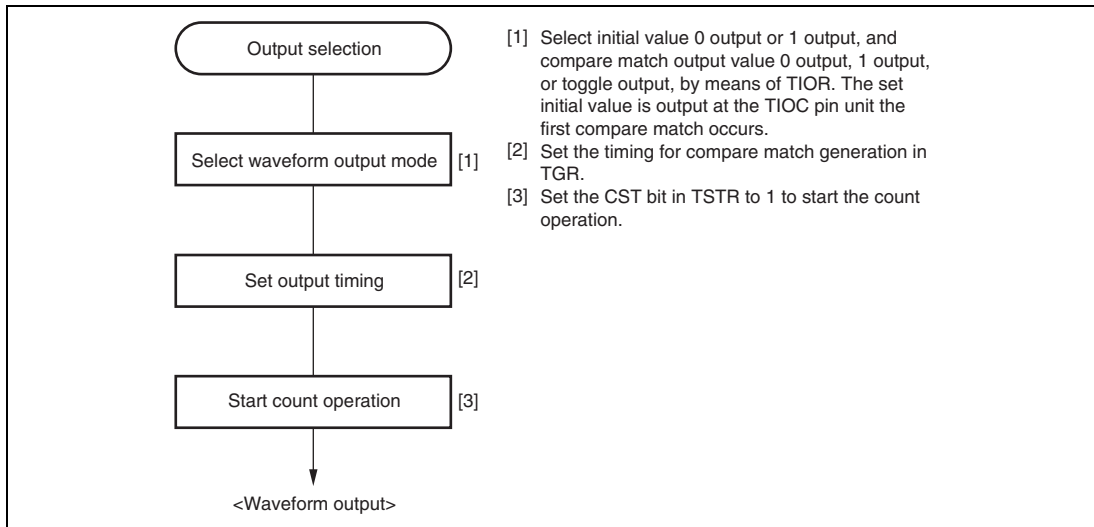 Output selection
Select waveform output mode
[1]
Set output timing
[2]
Start count operation
[3]
<Waveform output>
[1] Select initial value 0 output or 1 output, and
compare match output value 0 output, 1 output,
or toggle output, by means of TIOR. The set
initial value is output at the TIOC pin unit the
first compare match occurs.
[2] Set the timing for compare match generation in
TGR.
[3] Set the CST bit in TSTR to 1 to start the count
operation.